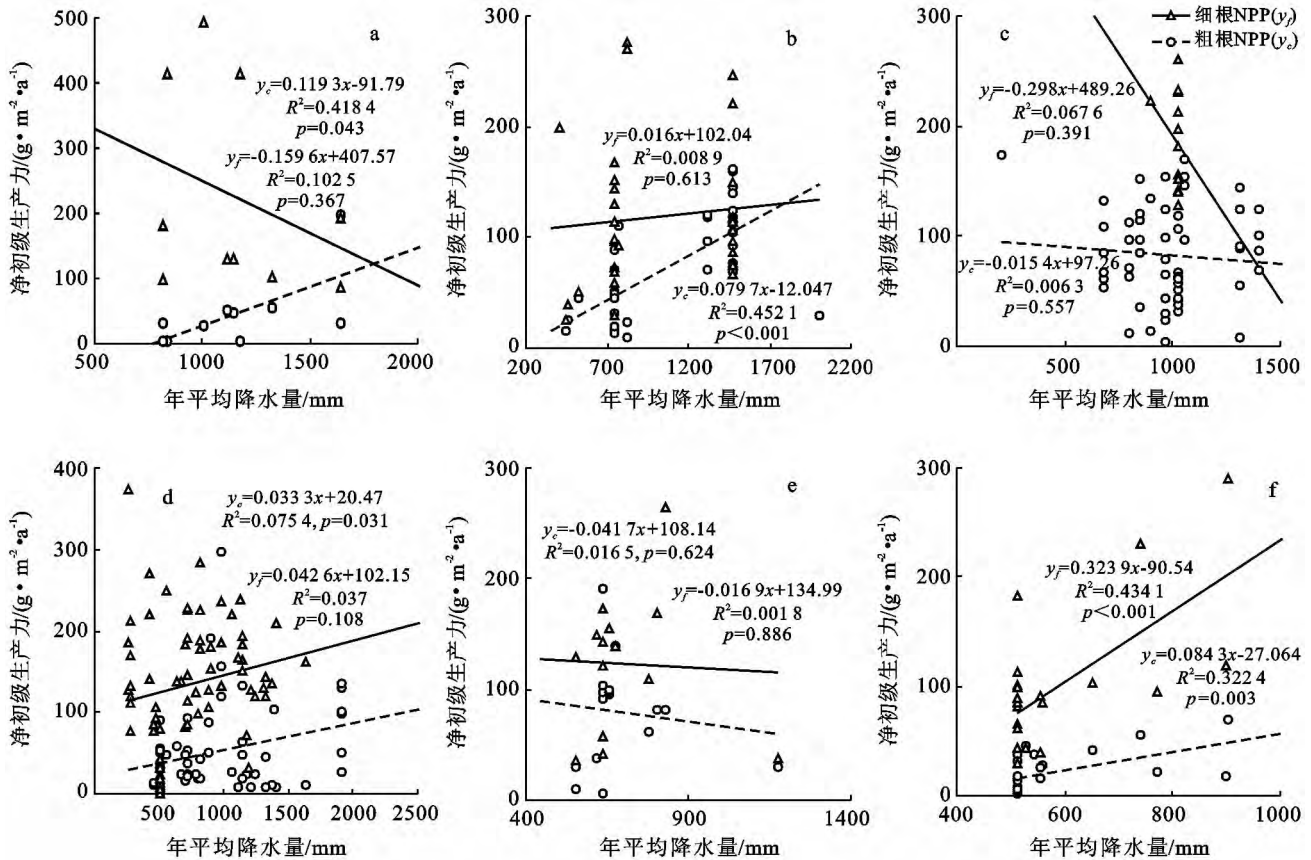 细根NPP(y_f)
粗根NPP(y_c)
a
y_c=0.119 3x-91.79
R²=0.418 4
p=0.043
y_f=-0.159 6x+407.57
R²=0.102 5
p=0.367
净初级生产力/(g• m⁻²•a⁻¹)
500
400
300
200
100
0
500
1000
1500
2000
年平均降水量/mm
b
y_f=0.016x+102.04
R²=0.008 9
p=0.613
y_c=0.079 7x-12.047
R²=0.452 1
p<0.001
净初级生产力/(g• m⁻²•a⁻¹)
300
200
100
0
200
700
1200
1700
2200
年平均降水量/mm
c
y_f=-0.298x+489.26
R²=0.067 6
p=0.391
y_c=-0.015 4x+97.26
R²=0.006 3
p=0.557
净初级生产力/(g• m⁻²•a⁻¹)
300
200
100
0
500
1000
1500
年平均降水量/mm
d
y_c=0.033 3x+20.47
R²=0.075 4, p=0.031
y_f=0.042 6x+102.15
R²=0.037
p=0.108
净初级生产力/(g• m⁻²•a⁻¹)
400
300
200
100
0
500
1000
1500
2000
2500
年平均降水量/mm
e
y_c=-0.041 7x+108.14
R²=0.016 5, p=0.624
y_f=-0.016 9x+134.99
R²=0.001 8
p=0.886
净初级生产力/(g• m⁻²•a⁻¹)
300
200
100
0
400
900
1400
年平均降水量/mm
f
y_f=0.323 9x-90.54
R²=0.434 1
p<0.001
y_c=0.084 3x-27.064
R²=0.322 4
p=0.003
净初级生产力/(g• m⁻²•a⁻¹)
300
200
100
0
400
600
800
1000
年平均降水量/mm